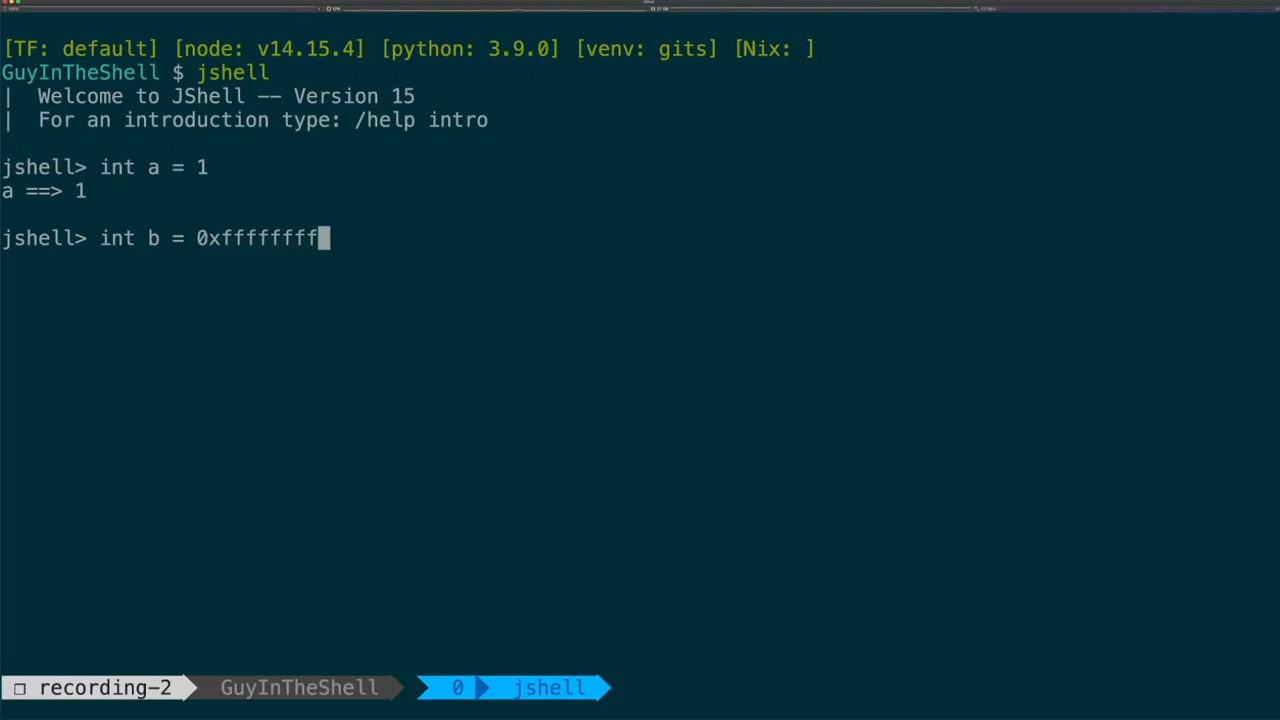 [TF: default] [node: v14.15.4] [python: 3.9.0] [venv: gits] [Nix: ]
GuyInTheShell $ jshell
| Welcome to JShell -- Version 15
| For an introduction type: /help intro
jshell> int a = 1
a ==> 1
jshell> int b = 0xffffffff
recording-2 GuyInTheShell 0 jshell